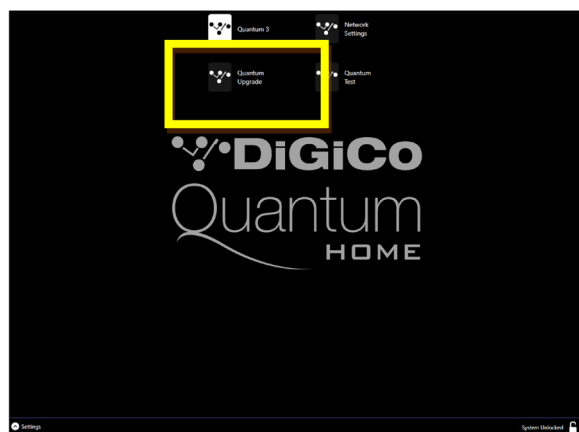 Quantum 3
Network
Settings
Quantum
Upgrade
Quantum
Test
DiGiCo
Quantum
HOME
Settings
System Unlocked